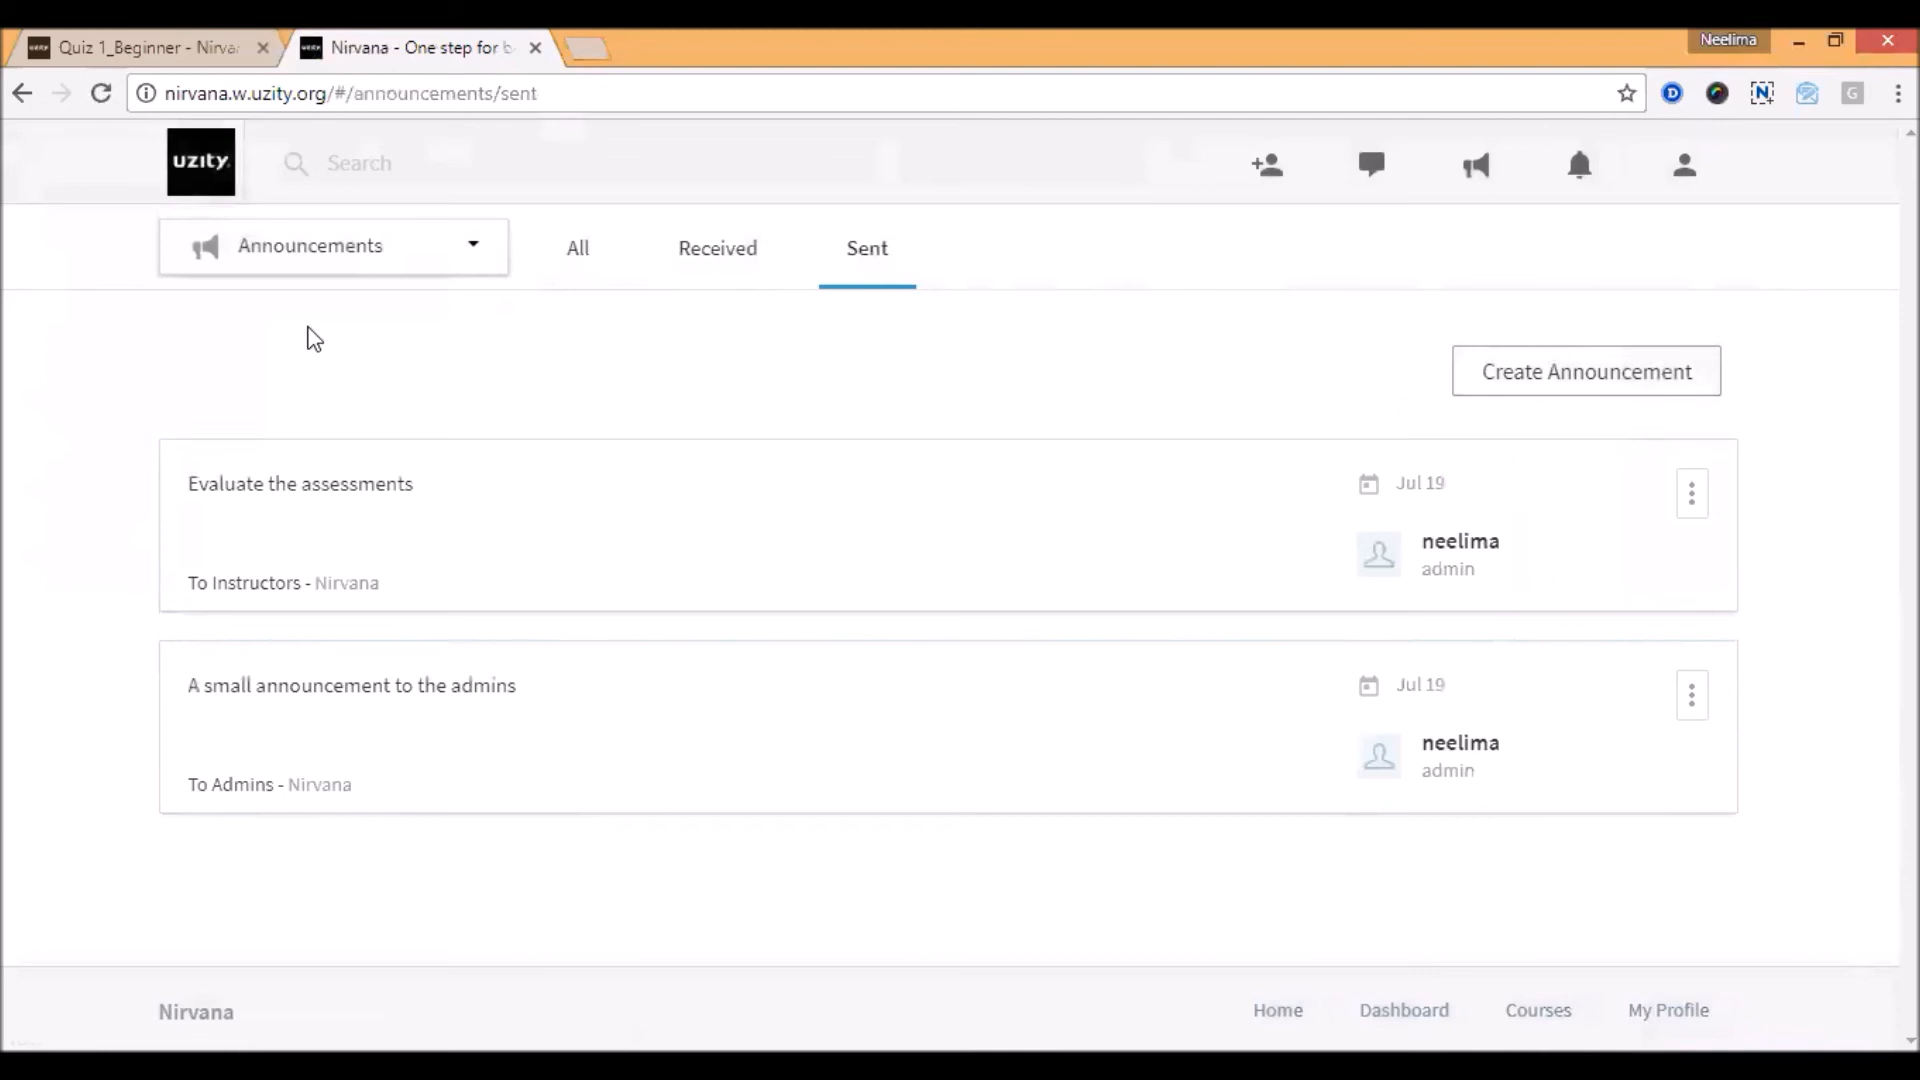 Quiz 1_Beginner - Nirva
Nirvana - One step for b
Neelima
nirvana.w.uzity.org/#/announcements/sent
uzity.
Search
Announcements
All
Received
Sent
Create Announcement
Evaluate the assessments
Jul 19
neelima
admin
To Instructors - Nirvana
A small announcement to the admins
Jul 19
neelima
admin
To Admins - Nirvana
Nirvana
Home
Dashboard
Courses
My Profile